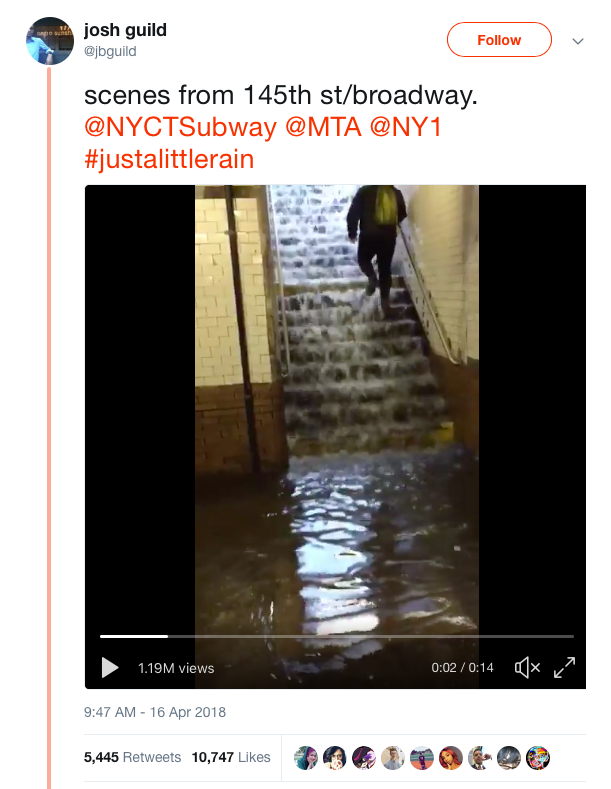 josh guild
@jbguild
Follow
scenes from 145th st/broadway.
@NYCTSubway @MTA @NY1
#justalittlerain
1.19M views
0:02 / 0:14
9:47 AM - 16 Apr 2018
5,445 Retweets 10,747 Likes